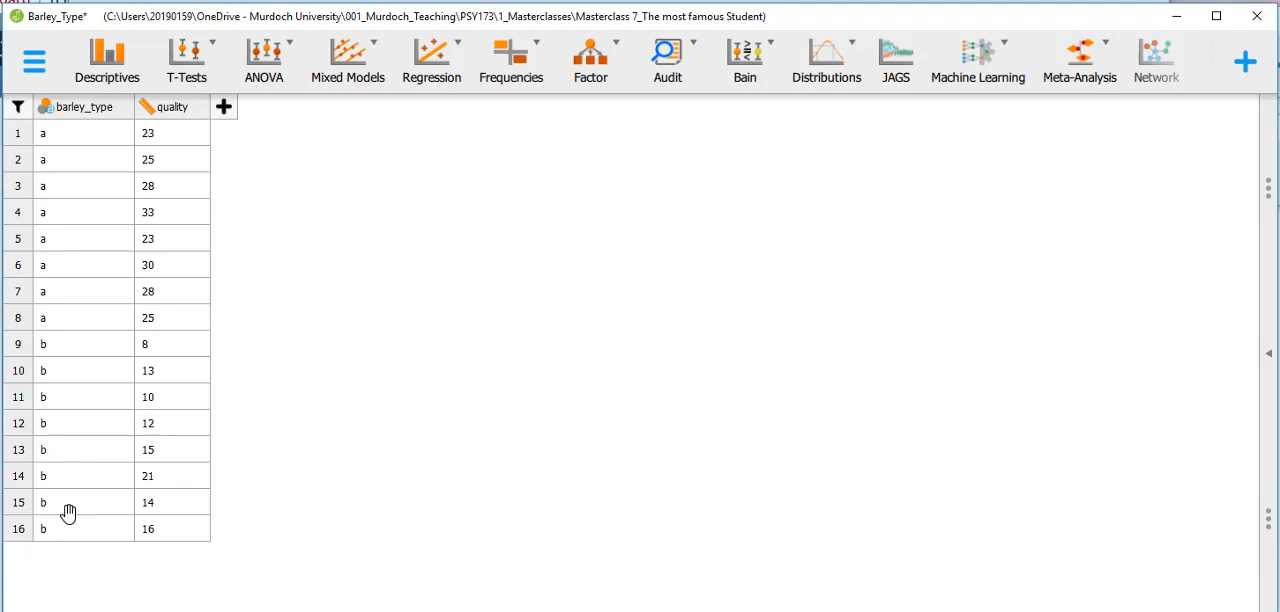 Barley_Type* (C:\Users\20190159\OneDrive - Murdoch University\001_Murdoch_Teaching\PSY173\1_Masterclasses\Masterclass 7_The most famous Student)
Descriptives T-Tests ANOVA Mixed Models Regression Frequencies Factor Audit Bain Distributions JAGS Machine Learning Meta-Analysis Network
barley_type quality
1 a 23
2 a 25
3 a 28
4 a 33
5 a 23
6 a 30
7 a 28
8 a 25
9 b 8
10 b 13
11 b 10
12 b 12
13 b 15
14 b 21
15 b 14
16 b 16